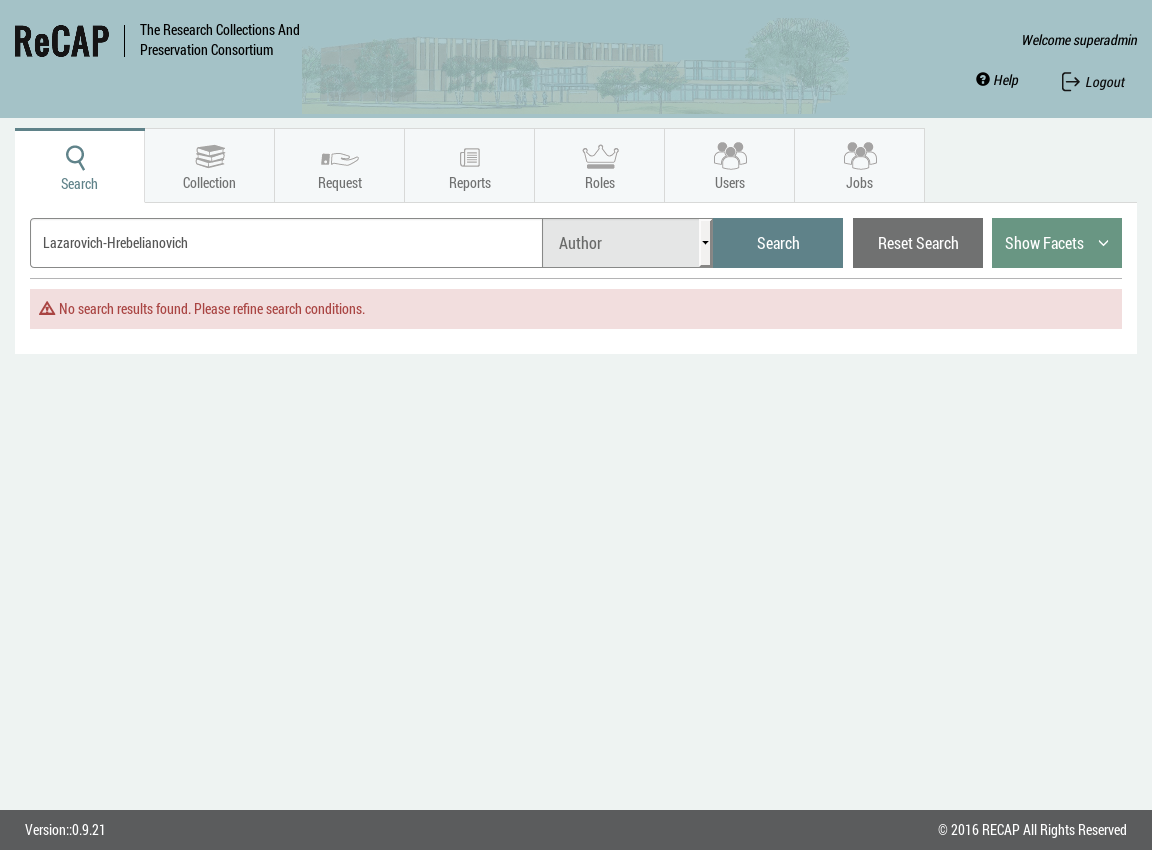 ReCAP
The Research Collections And
Preservation Consortium
Welcome superadmin
Help
Logout
Search
Collection
Request
Reports
Roles
Users
Jobs
Lazarovich-Hrebelianovich
Author
Search
Reset Search
Show Facets
No search results found. Please refine search conditions.
Version::0.9.21
© 2016 RECAP All Rights Reserved